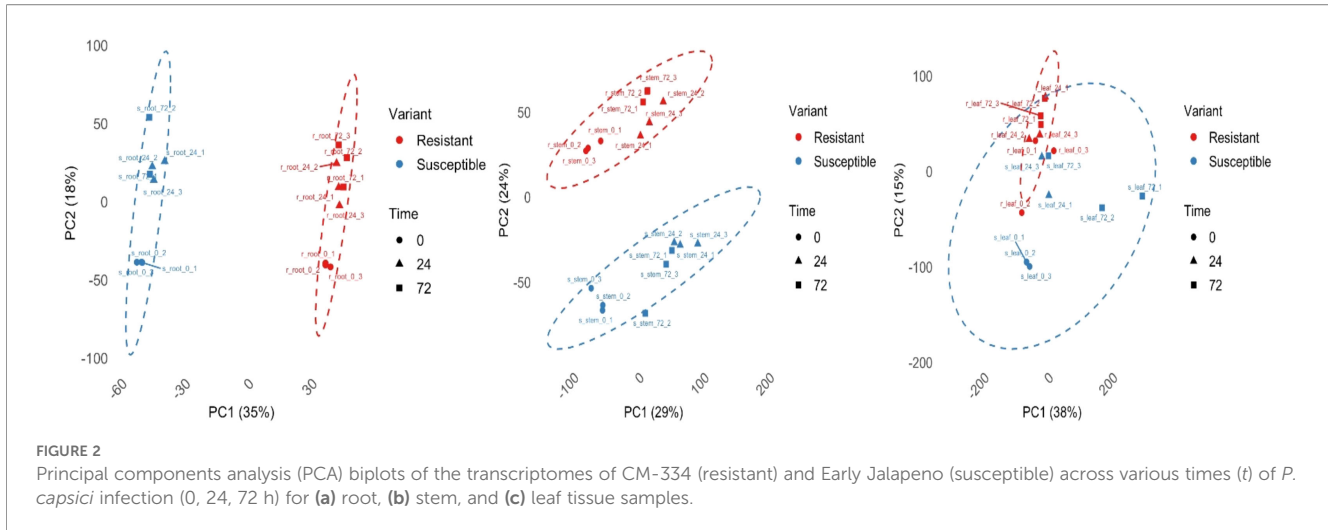 100
50
0
-50
-100
PC2 (18%)
s_root_72_2
s_root_24_1
s_root_24_2
s_root_24_3
s_root_0_2
s_root_0_1
r_root_72_3
r_root_72_2
r_root_24_2
r_root_72_1
r_root_24_1
r_root_24_3
r_root_0_1
r_root_0_2
r_root_0_3
-60
-30
0
30
PC1 (35%)
Variant
Resistant
Susceptible
Time
0
24
72
50
0
-50
PC2 (24%)
r_stem_72_3
r_stem_72_2
r_stem_24_2
r_stem_72_1
r_stem_24_3
r_stem_0_1
r_stem_24_1
r_stem_0_2
r_stem_0_3
s_stem_24_2
s_stem_24_3
s_stem_72_1
s_stem_24_1
s_stem_72_3
s_stem_0_3
s_stem_0_2
s_stem_0_1
s_stem_72_2
-100
0
100
200
PC1 (29%)
Variant
Resistant
Susceptible
Time
0
24
72
100
0
-100
-200
PC2 (15%)
r_leaf_24_1
r_leaf_72_3
r_leaf_72_2
r_leaf_72_1
r_leaf_24_2
r_leaf_24_3
r_leaf_0_1
r_leaf_0_3
s_leaf_24_3
s_leaf_72_3
r_leaf_0_2
s_leaf_24_1
s_leaf_72_1
s_leaf_72_2
s_leaf_0_1
s_leaf_0_2
s_leaf_0_3
-200
0
200
PC1 (38%)
Variant
Resistant
Susceptible
Time
0
24
72
FIGURE 2
Principal components analysis (PCA) biplots of the transcriptomes of CM-334 (resistant) and Early Jalapeno (susceptible) across various times (t) of P.
capsici infection (0, 24, 72 h) for (a) root, (b) stem, and (c) leaf tissue samples.